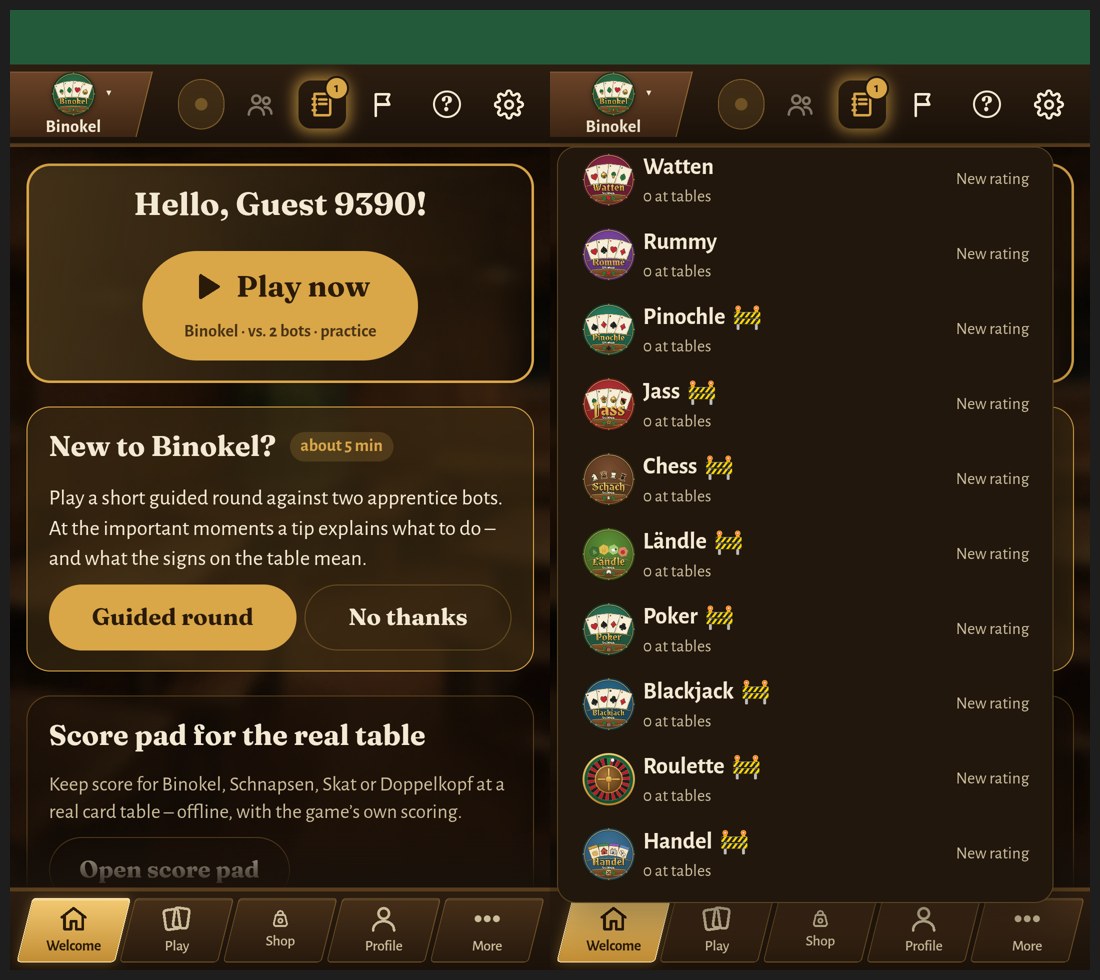 Binokel
Binokel
1
Hello, Guest 9390!
Play now
Binokel · vs. 2 bots · practice
New to Binokel?
about 5 min
Play a short guided round against two apprentice bots.
At the important moments a tip explains what to do –
and what the signs on the table mean.
Guided round
No thanks
Score pad for the real table
Keep score for Binokel, Schnapsen, Skat or Doppelkopf at a
real card table – offline, with the game's own scoring.
Open score pad
Welcome
Play
Shop
Profile
More
Binokel
Binokel
1
Watten
Watten
0 at tables
New rating
Romme
Rummy
0 at tables
New rating
Pinochle
Pinochle
0 at tables
New rating
Jass
Jass
0 at tables
New rating
Schach
Chess
0 at tables
New rating
Ländle
Ländle
0 at tables
New rating
Poker
Poker
0 at tables
New rating
Blackjack
Blackjack
0 at tables
New rating
Roulette
0 at tables
New rating
Handel
Handel
0 at tables
New rating
Welcome
Play
Shop
Profile
More